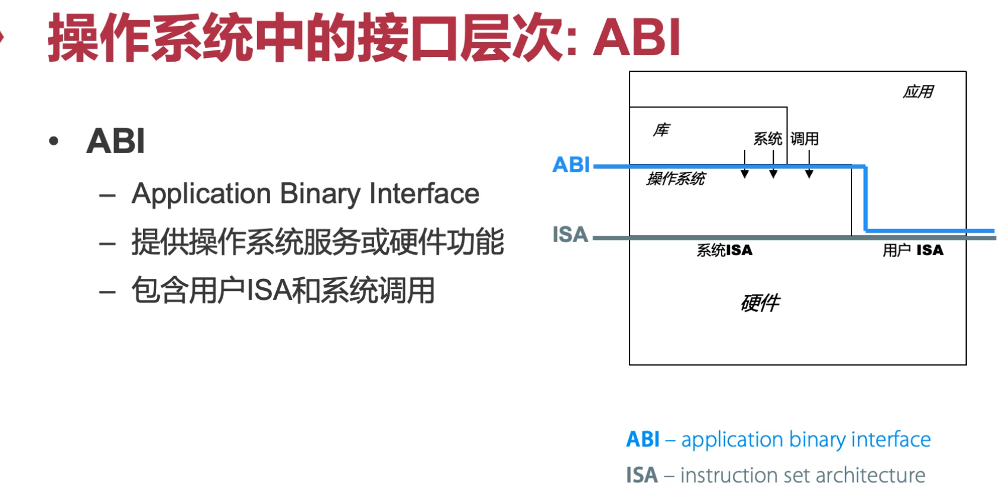 操作系统中的接口层次: ABI
• ABI
– Application Binary Interface
– 提供操作系统服务或硬件功能
– 包含用户ISA和系统调用
应用
库
系统 调用
ABI
操作系统
ISA
系统ISA
用户 ISA
硬件
ABI – application binary interface
ISA – instruction set architecture